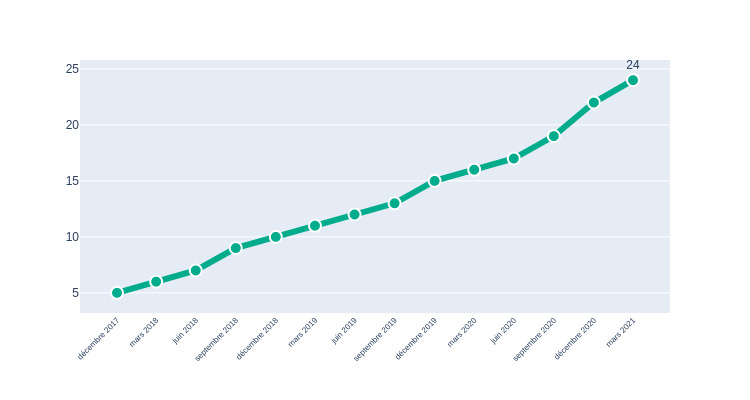 24
25
20
15
10
5
décembre 2017
mars 2018
juin 2018
septembre 2018
décembre 2018
mars 2019
juin 2019
septembre 2019
décembre 2019
mars 2020
juin 2020
septembre 2020
décembre 2020
mars 2021